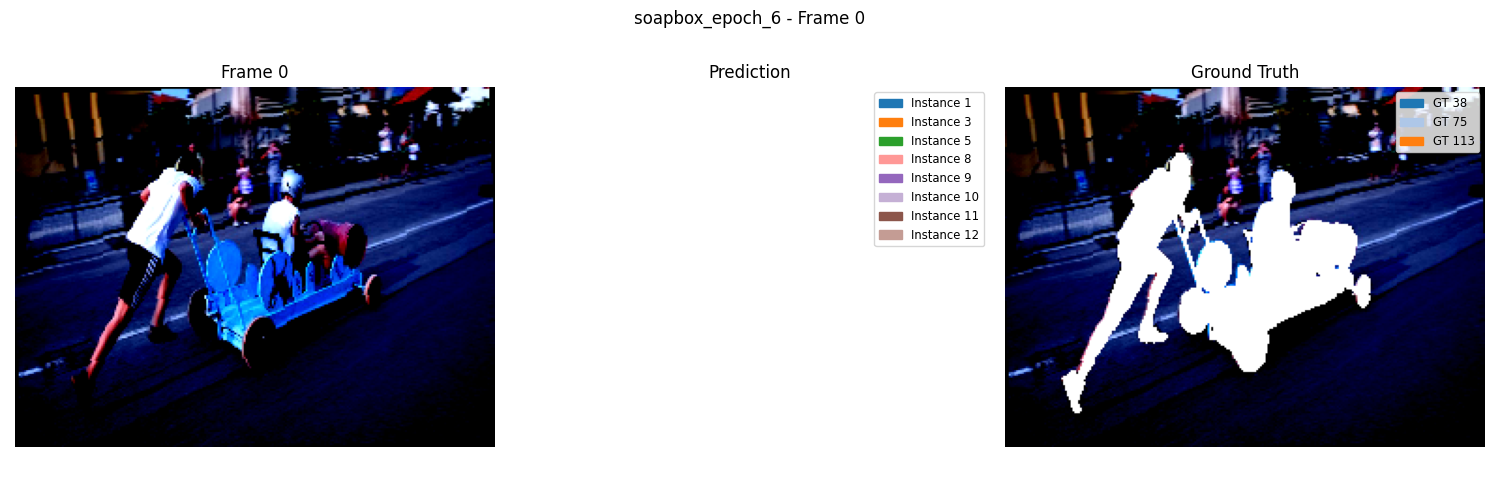 soapbox_epoch_6 - Frame 0
Frame 0
Prediction
Ground Truth
Instance 1
Instance 3
Instance 5
Instance 8
Instance 9
Instance 10
Instance 11
Instance 12
GT 38
GT 75
GT 113